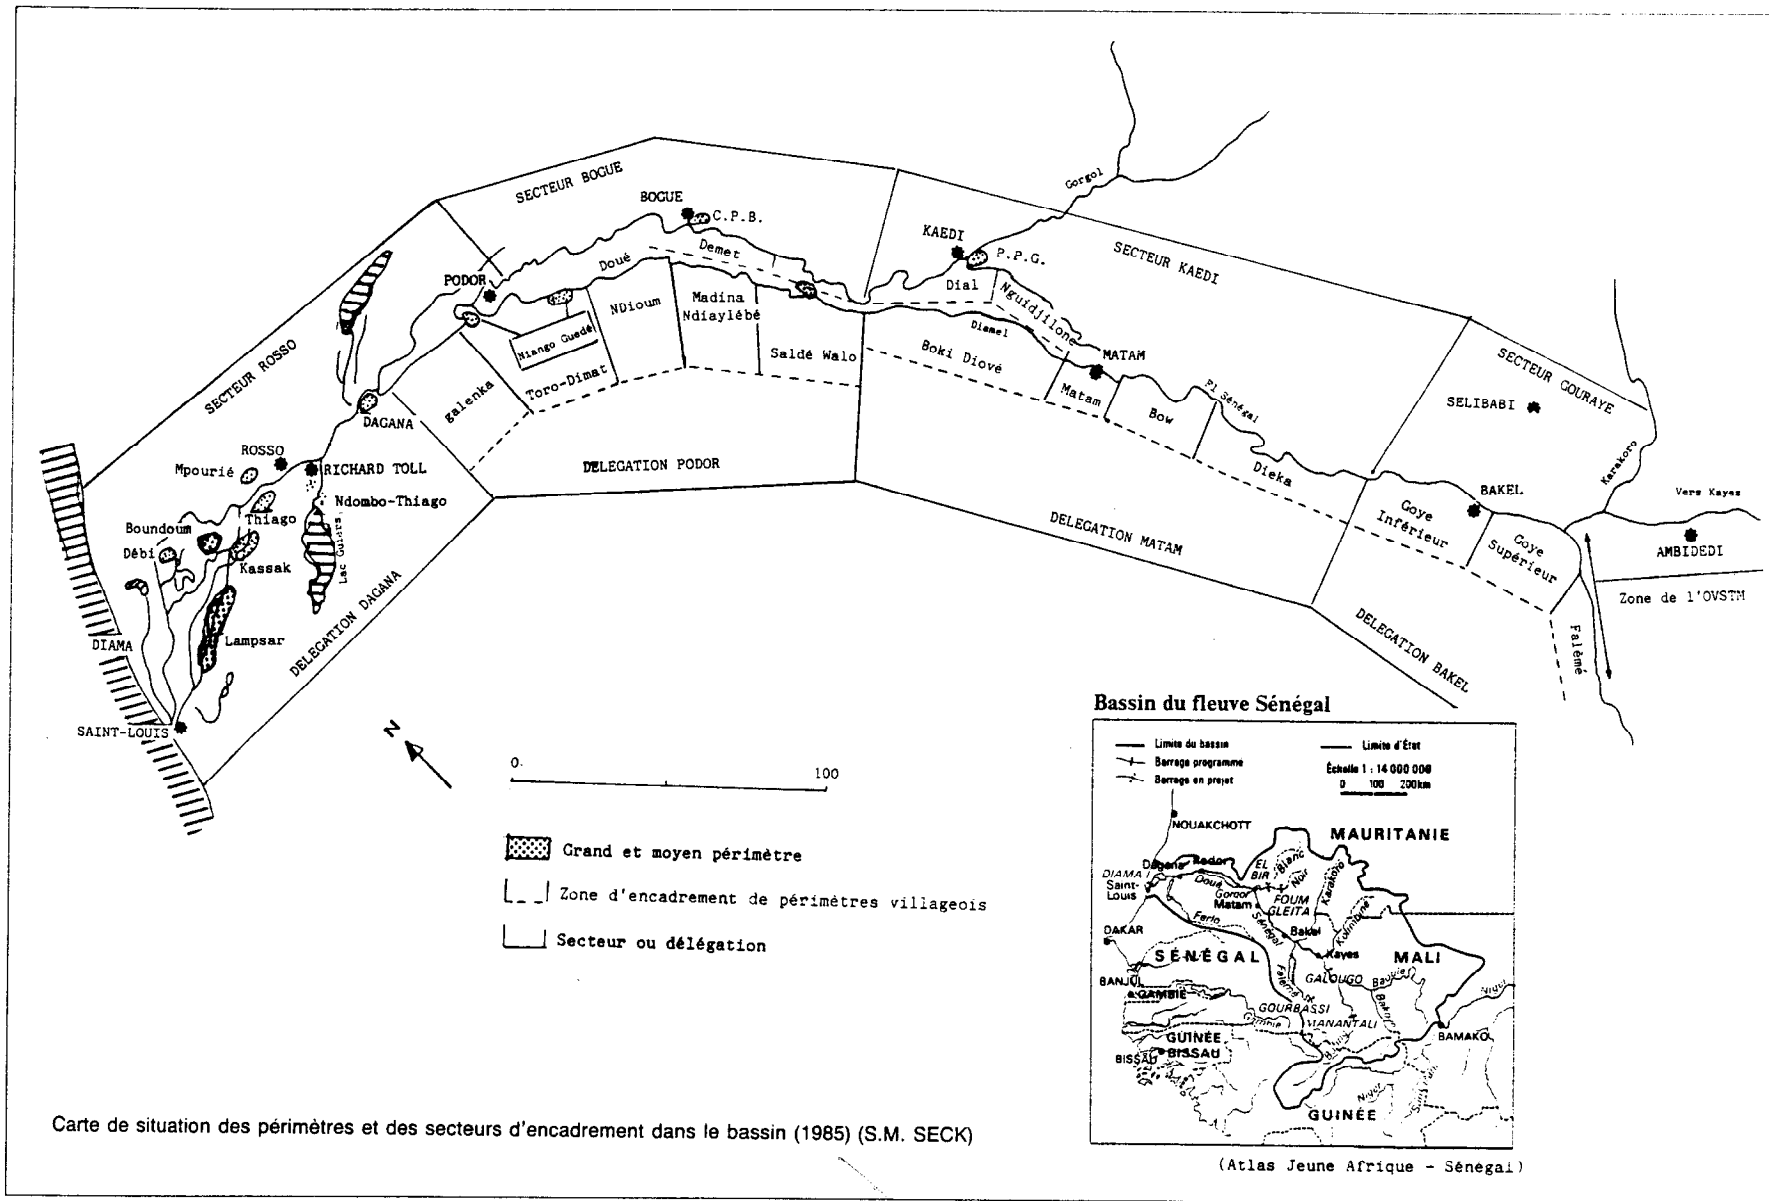 SECTEUR BOGUE
BOGUE
C.P.B.
Demet
Doué
PODOR
NDioum
Madina
Ndiaylébé
Niango Guedé
Toro-Dimat
Saldé Walo
galenka
SECTEUR ROSSO
DAGANA
ROSSO
RICHARD TOLL
Mpourié
Ndombo-Thiago
Thiago
Boundoum
Débi
Kassak
Lac Guiers
Lampsar
DIAMA
SAINT-LOUIS
DELEGATION DAGANA
DELEGATION PODOR
Gorgol
KAEDI
P.P.G.
SECTEUR KAEDI
Dial
Nguidjilone
Diamel
Boki Diové
MATAM
Matam
Bow
Fl Sénégal
Dieka
DELEGATION MATAM
SECTEUR GOURAYE
SELIBABI
Karakoro
Vers Kayes
BAKEL
Goye
Inférieur
Goye
Supérieur
AMBIDEDI
Zone de l'OVSTM
Falémé
DELEGATION BAKEL
N
0.
100
Grand et moyen périmètre
Zone d'encadrement de périmètres villageois
Secteur ou délégation
Bassin du fleuve Sénégal
Limite du bassin
Barrage programme
Barrage en projet
Limite d'État
Échelle 1 : 14 000 000
0 100 200km
NOUAKCHOTT
MAURITANIE
Dagana
Podor
EL
BIR
Blanc
Noir
DIAMA
Saint-
Louis
Doué
Gorgol
Matam
FOUM
GLEITA
Karakoro
Kolimbiné
Ferlo
Sénégal
DAKAR
Bakel
Kayes
SÉNÉGAL
MALI
Falémé
GALOUGO
BANJUL
GAMBIE
GOURBASSI
Gambie
MANANTALI
Bafing
Niger
BAMAKO
GUINÉE
BISSAU
BISSAU
Niger
GUINÉE
(Atlas Jeune Afrique - Sénégal)
Carte de situation des périmètres et des secteurs d'encadrement dans le bassin (1985) (S.M. SECK)